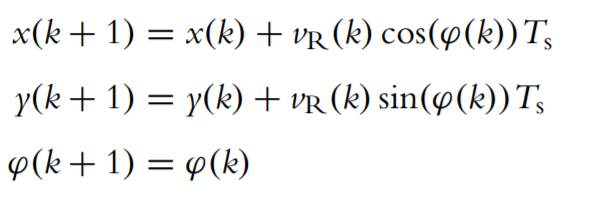 x(k + 1) = x(k) + v_R(k) cos(φ(k)) T_s
y(k + 1) = y(k) + v_R(k) sin(φ(k)) T_s
φ(k + 1) = φ(k)